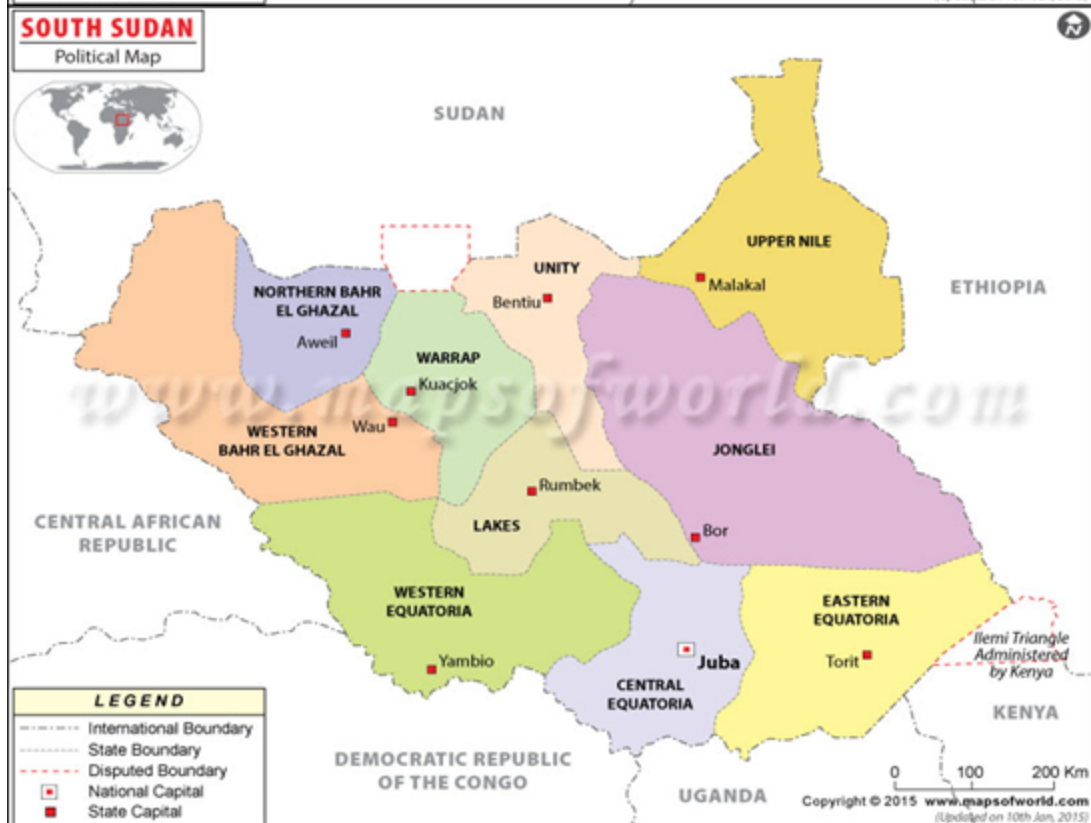 SOUTH SUDAN
Political Map
SUDAN
UPPER NILE
Malakal
ETHIOPIA
UNITY
Bentiu
NORTHERN BAHR
EL GHAZAL
Aweil
WARRAP
Kuacjok
www.mapsofworld.com
Wau
WESTERN
BAHR EL GHAZAL
JONGLEI
Rumbek
LAKES
Bor
CENTRAL AFRICAN
REPUBLIC
WESTERN
EQUATORIA
Yambio
EASTERN
EQUATORIA
Torit
Ilemi Triangle
Administered
by Kenya
Juba
CENTRAL
EQUATORIA
KENYA
DEMOCRATIC REPUBLIC
OF THE CONGO
UGANDA
LEGEND
International Boundary
State Boundary
Disputed Boundary
National Capital
State Capital
0 100 200 Km
Copyright © 2015 www.mapsofworld.com
(Updated on 10th Jan, 2015)
N